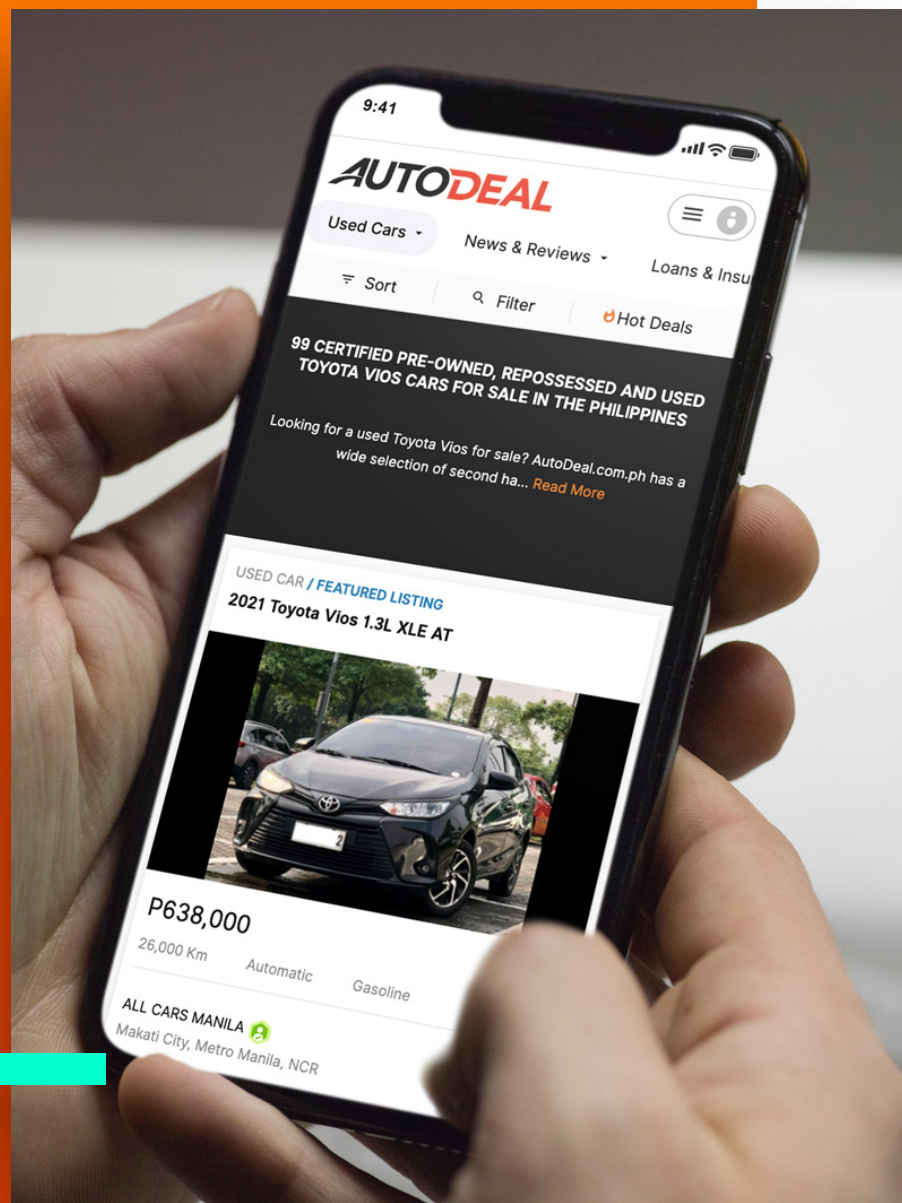 9:41
AUTODEAL
Used Cars
News & Reviews
Loans & Insu
Sort
Filter
Hot Deals
99 CERTIFIED PRE-OWNED, REPOSSESSED AND USED
TOYOTA VIOS CARS FOR SALE IN THE PHILIPPINES
Looking for a used Toyota Vios for sale? AutoDeal.com.ph has a
wide selection of second ha... Read More
USED CAR / FEATURED LISTING
2021 Toyota Vios 1.3L XLE AT
2
P638,000
26,000 Km
Automatic
Gasoline
ALL CARS MANILA
Makati City, Metro Manila, NCR